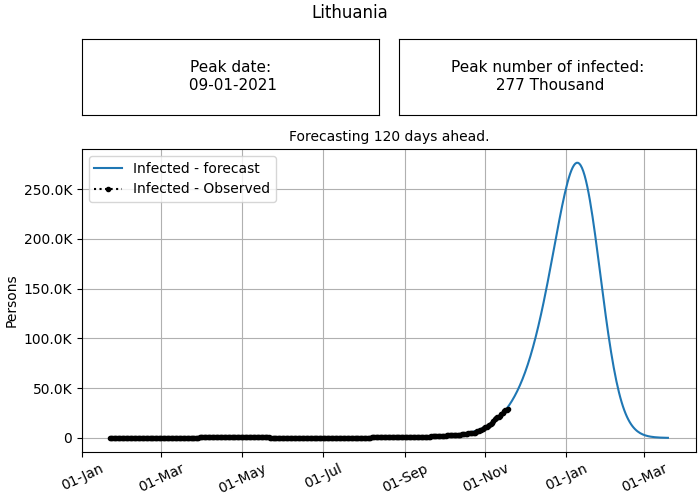 Lithuania
Peak date:
09-01-2021
Peak number of infected:
277 Thousand
Forecasting 120 days ahead.
Infected - forecast
Infected - Observed
Persons
250.0K
200.0K
150.0K
100.0K
50.0K
0
01-Jan
01-Mar
01-May
01-Jul
01-Sep
01-Nov
01-Jan
01-Mar